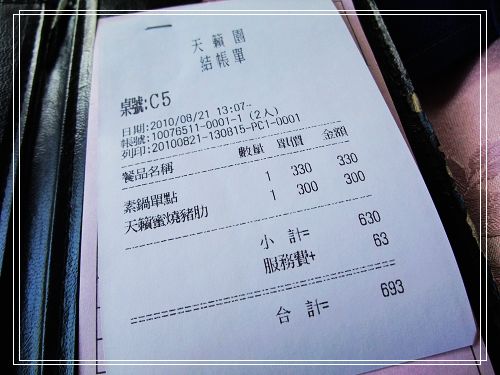 天籟園
結帳單
桌號:C5
日期:2010/08/21 13:07~
帳號:10076511-0001-1 (2人)
列印:20100821-130815-PC1-0001
餐品名稱 數量 單價 金額
素鍋單點 1 330 330
天籟蜜燒豬肋 1 300 300
小 計= 630
服務費+ 63
合 計= 693